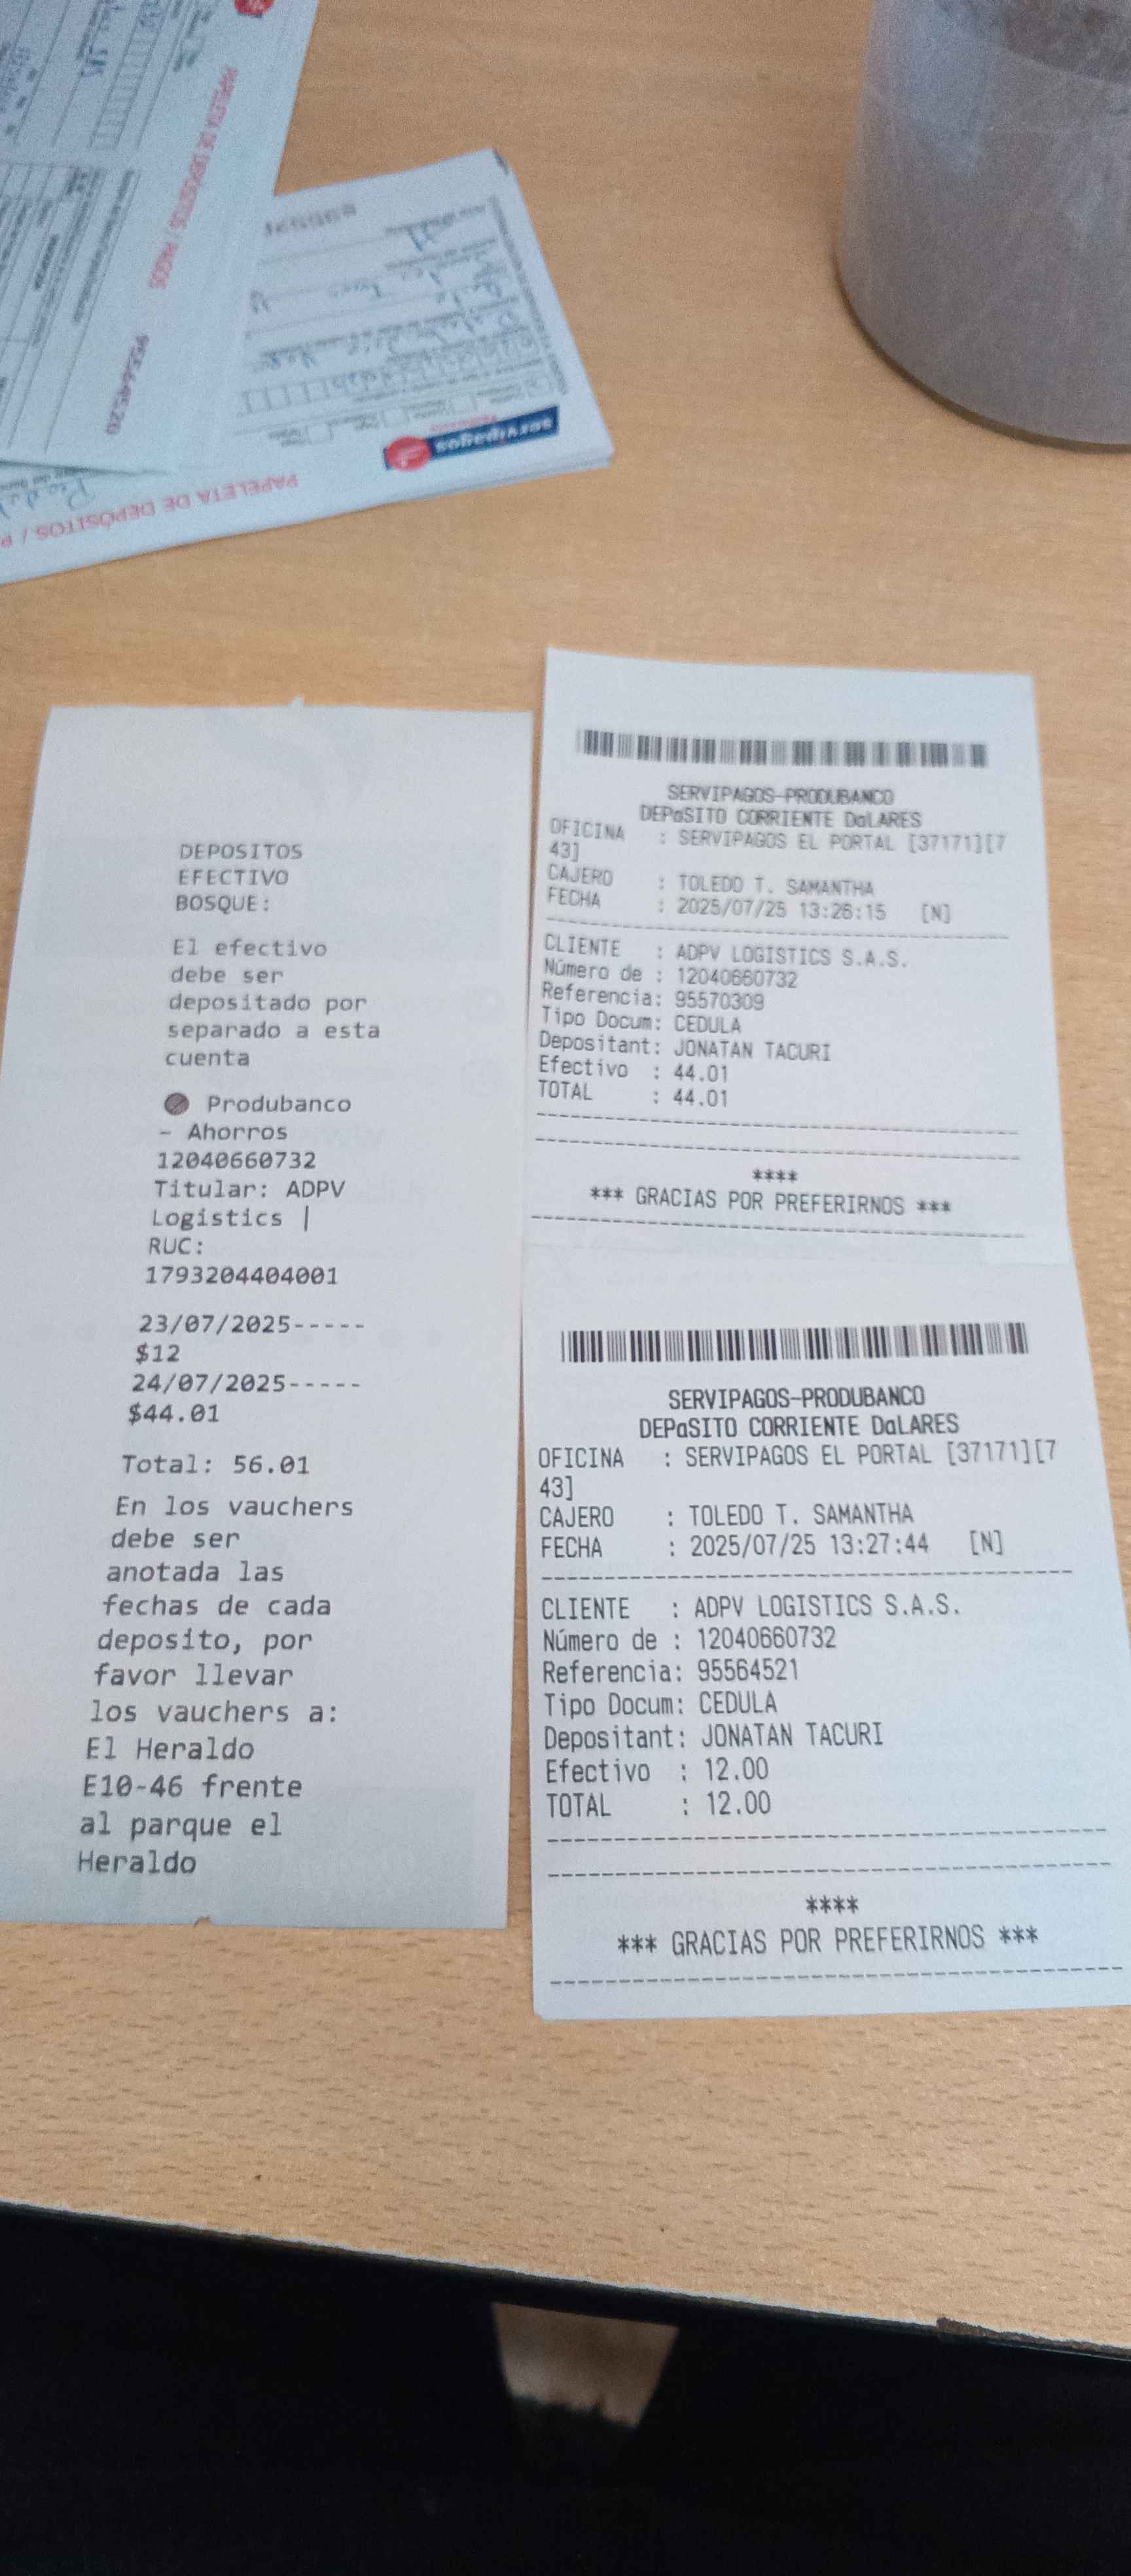 PAPELETA DE DEPÓSITOS / PAGOS
95564520
servipagos
PAPELETA DE DEPÓSITOS / P
DEPOSITOS
EFECTIVO
BOSQUE:
El efectivo
debe ser
depositado por
separado a esta
cuenta
Produbanco
- Ahorros
12040660732
Titular: ADPV
Logistics |
RUC:
1793204404001
23/07/2025-----
$12
24/07/2025-----
$44.01
Total: 56.01
En los vauchers
debe ser
anotada las
fechas de cada
deposito, por
favor llevar
los vauchers a:
El Heraldo
E10-46 frente
al parque el
Heraldo
SERVIPAGOS-PRODUBANCO
DEPaSITO CORRIENTE DaLARES
OFICINA : SERVIPAGOS EL PORTAL [37171][7
43]
CAJERO : TOLEDO T. SAMANTHA
FECHA : 2025/07/25 13:26:15 [N]
CLIENTE : ADPV LOGISTICS S.A.S.
Número de : 12040660732
Referencia: 95570309
Tipo Docum: CEDULA
Depositant: JONATAN TACURI
Efectivo : 44.01
TOTAL : 44.01
****
*** GRACIAS POR PREFERIRNOS ***
SERVIPAGOS-PRODUBANCO
DEPaSITO CORRIENTE DaLARES
OFICINA : SERVIPAGOS EL PORTAL [37171][7
43]
CAJERO : TOLEDO T. SAMANTHA
FECHA : 2025/07/25 13:27:44 [N]
CLIENTE : ADPV LOGISTICS S.A.S.
Número de : 12040660732
Referencia: 95564521
Tipo Docum: CEDULA
Depositant: JONATAN TACURI
Efectivo : 12.00
TOTAL : 12.00
****
*** GRACIAS POR PREFERIRNOS ***